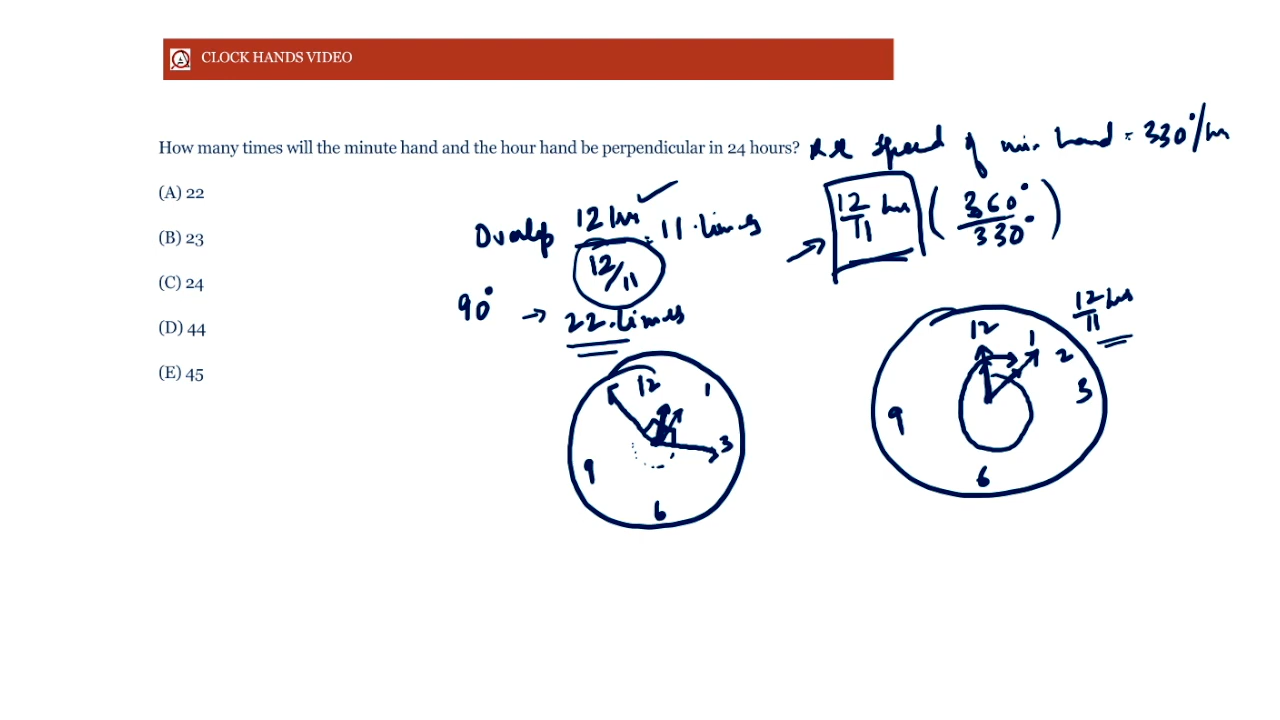 CLOCK HANDS VIDEO
How many times will the minute hand and the hour hand be perpendicular in 24 hours?
speed of min hand = 330°/hr
(A) 22
(B) 23
(C) 24
(D) 44
(E) 45
Overlap 12 hrs = 11 times
12/11
90° → 22 times
12/11 hrs (360°/330°)
12/11 hrs
12 1
3
9
6
12 1 2
3
9
6